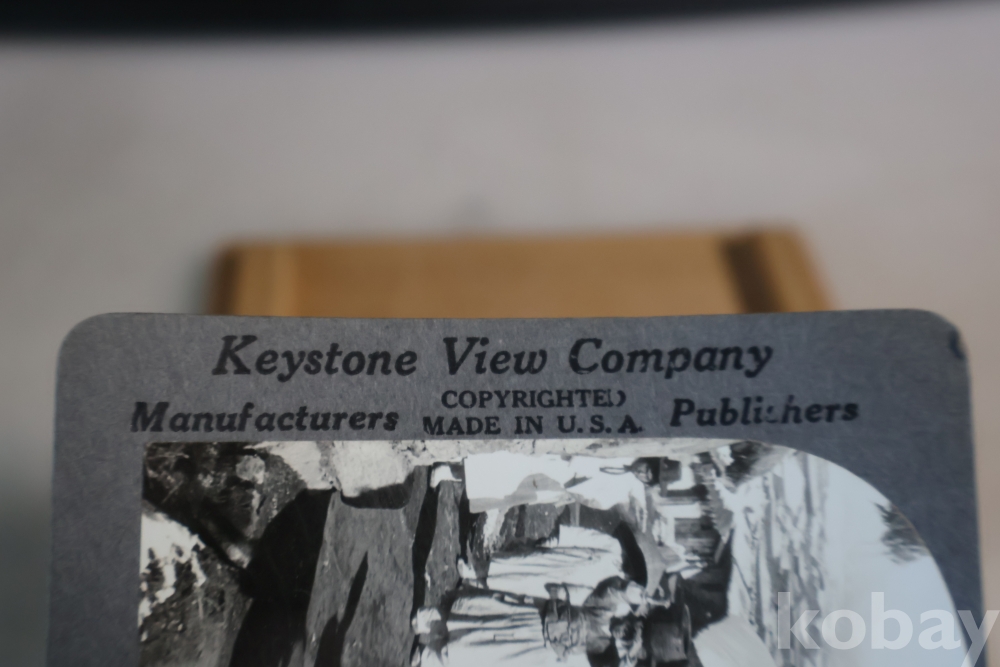 Keystone View Company
Manufacturers COPYRIGHTED MADE IN U.S.A. Publishers
kobay